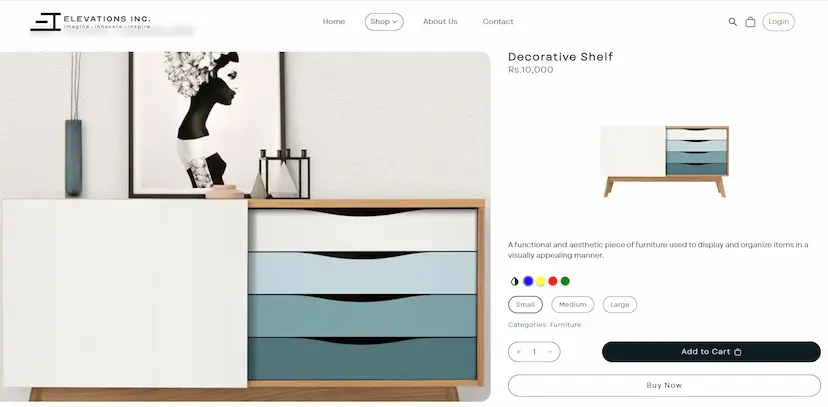 ELEVATIONS INC.
imagine - innovate - inspire
Home
Shop
About Us
Contact
Login
Decorative Shelf
Rs.10,000
A functional and aesthetic piece of furniture used to display and organize items in a
visually appealing manner.
Small
Medium
Large
Categories: Furniture
+ 1 −
Add to Cart
Buy Now